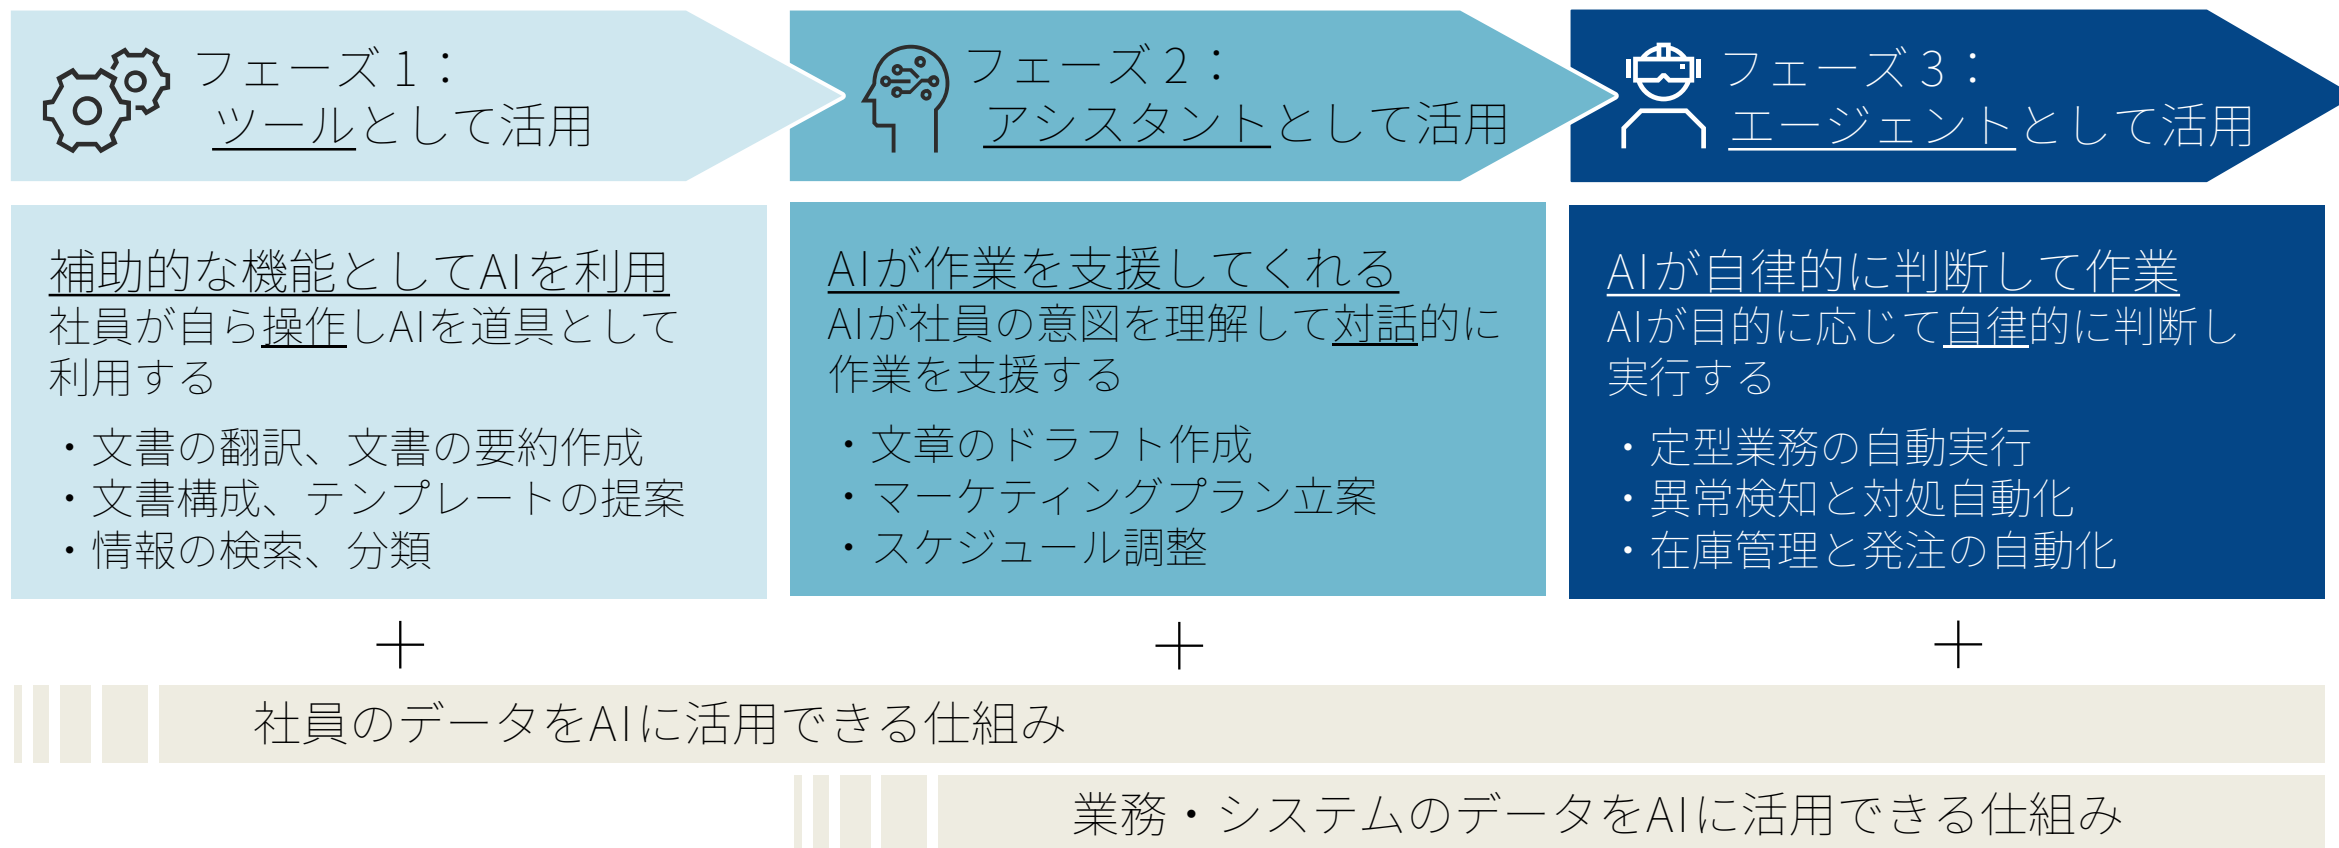 フェーズ1：
ツールとして活用
フェーズ2：
アシスタントとして活用
フェーズ3：
エージェントとして活用
補助的な機能としてAIを利用
社員が自ら操作しAIを道具として
利用する
・文書の翻訳、文書の要約作成
・文書構成、テンプレートの提案
・情報の検索、分類
AIが作業を支援してくれる
AIが社員の意図を理解して対話的に
作業を支援する
・文章のドラフト作成
・マーケティングプラン立案
・スケジュール調整
AIが自律的に判断して作業
AIが目的に応じて自律的に判断し
実行する
・定型業務の自動実行
・異常検知と対処自動化
・在庫管理と発注の自動化
＋
＋
＋
社員のデータをAIに活用できる仕組み
業務・システムのデータをAIに活用できる仕組み